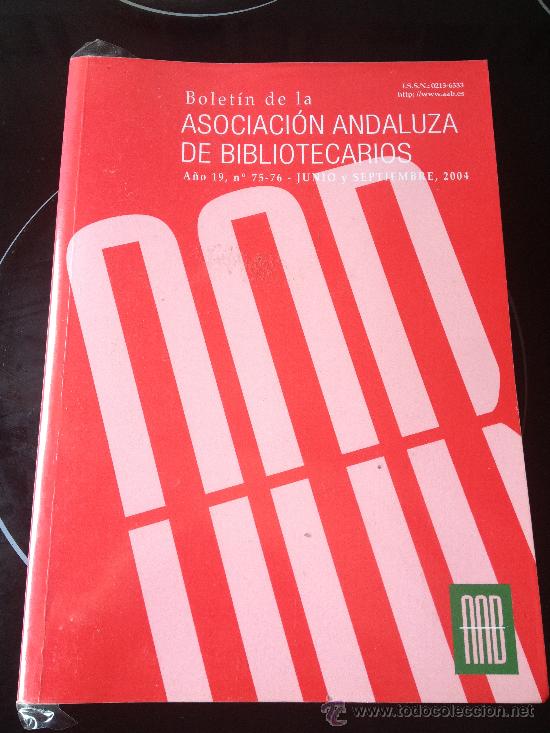 I.S.S.N.: 0213-6333
http://www.aab.es
Boletín de la
ASOCIACIÓN ANDALUZA
DE BIBLIOTECARIOS
Año 19, nº 75-76 - JUNIO y SEPTIEMBRE, 2004
AAB
AAB
www.todocoleccion.net